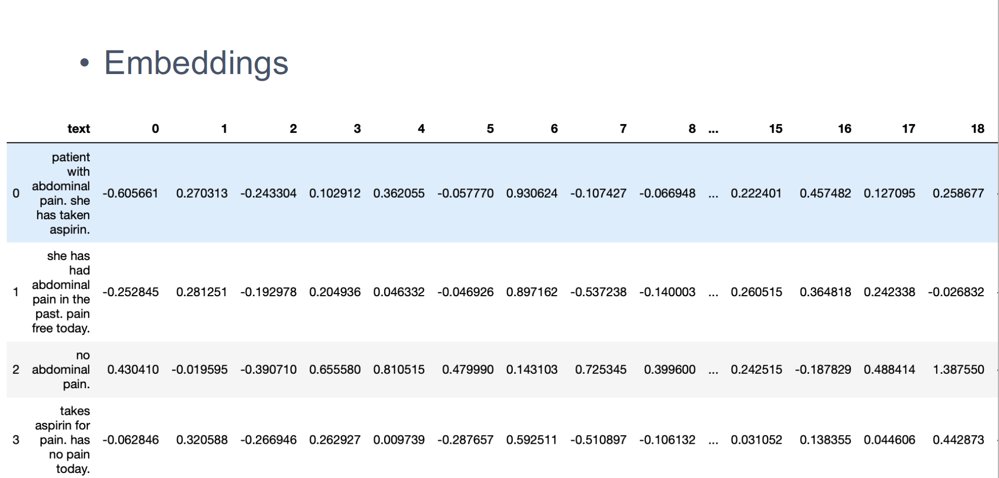 • Embeddings
text 0 1 2 3 4 5 6 7 8 ... 15 16 17 18
patient
with
abdominal
0 -0.605661 0.270313 -0.243304 0.102912 0.362055 -0.057770 0.930624 -0.107427 -0.066948 ... 0.222401 0.457482 0.127095 0.258677
pain. she
has taken
aspirin.
she has
had
abdominal
1 -0.252845 0.281251 -0.192978 0.204936 0.046332 -0.046926 0.897162 -0.537238 -0.140003 ... 0.260515 0.364818 0.242338 -0.026832
pain in the
past. pain
free today.
no
2 abdominal 0.430410 -0.019595 -0.390710 0.655580 0.810515 0.479990 0.143103 0.725345 0.399600 ... 0.242515 -0.187829 0.488414 1.387550
pain.
takes
aspirin for
3 pain. has -0.062846 0.320588 -0.266946 0.262927 0.009739 -0.287657 0.592511 -0.510897 -0.106132 ... 0.031052 0.138355 0.044606 0.442873
no pain
today.